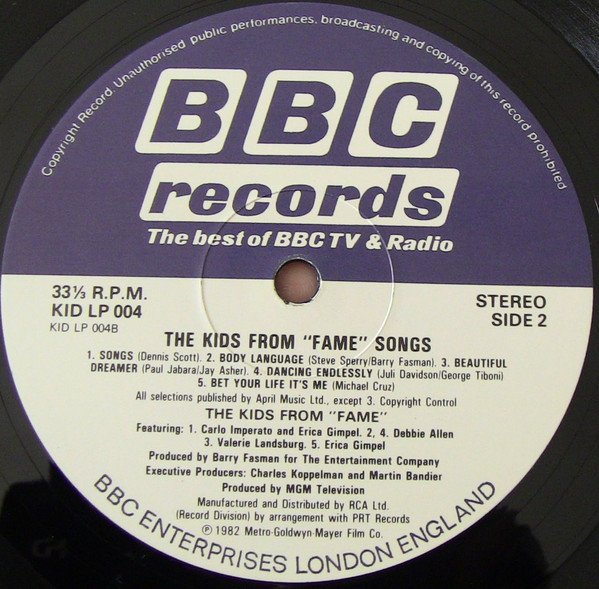 Copyright Record. Unauthorised public performances, broadcasting and copying of this record prohibited
BBC
records
The best of BBC TV & Radio
33⅓ R.P.M.
KID LP 004
KID LP 004B
STEREO
SIDE 2
THE KIDS FROM "FAME" SONGS
1. SONGS (Dennis Scott). 2. BODY LANGUAGE (Steve Sperry/Barry Fasman). 3. BEAUTIFUL
DREAMER (Paul Jabara/Jay Asher). 4. DANCING ENDLESSLY (Juli Davidson/George Tiboni)
5. BET YOUR LIFE IT'S ME (Michael Cruz)
All selections published by April Music Ltd., except 3. Copyright Control
THE KIDS FROM "FAME"
Featuring: 1. Carlo Imperato and Erica Gimpel. 2, 4. Debbie Allen
3. Valerie Landsburg. 5. Erica Gimpel
Produced by Barry Fasman for The Entertainment Company
Executive Producers: Charles Koppelman and Martin Bandier
Produced by MGM Television
Manufactured and Distributed by RCA Ltd.
(Record Division) by arrangement with PRT Records
℗ 1982 Metro-Goldwyn-Mayer Film Co.
BBC ENTERPRISES LONDON ENGLAND